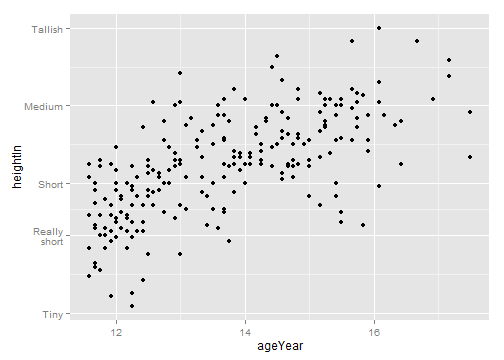 Tallish
Medium
Short
Really
short
Tiny
heightIn
12
14
16
ageYear